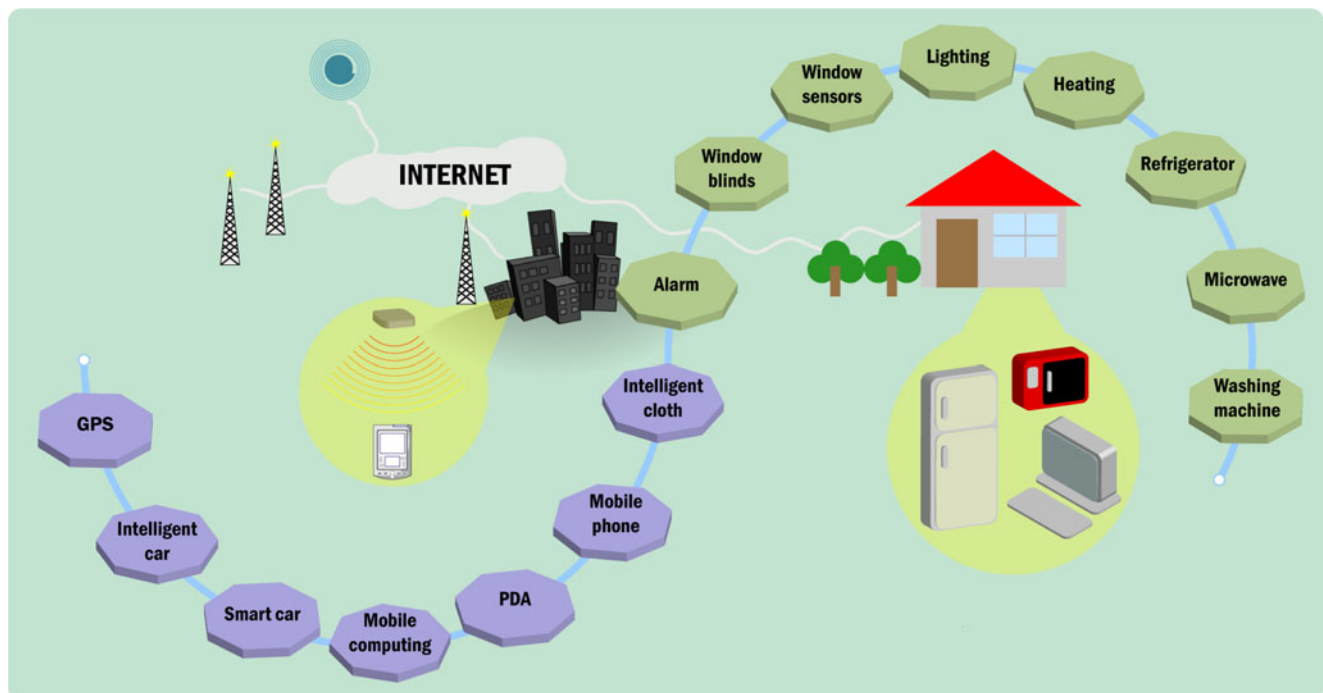 INTERNET
Lighting
Window
sensors
Heating
Window
blinds
Refrigerator
Alarm
Microwave
Intelligent
cloth
Washing
machine
GPS
Mobile
phone
Intelligent
car
PDA
Smart car
Mobile
computing